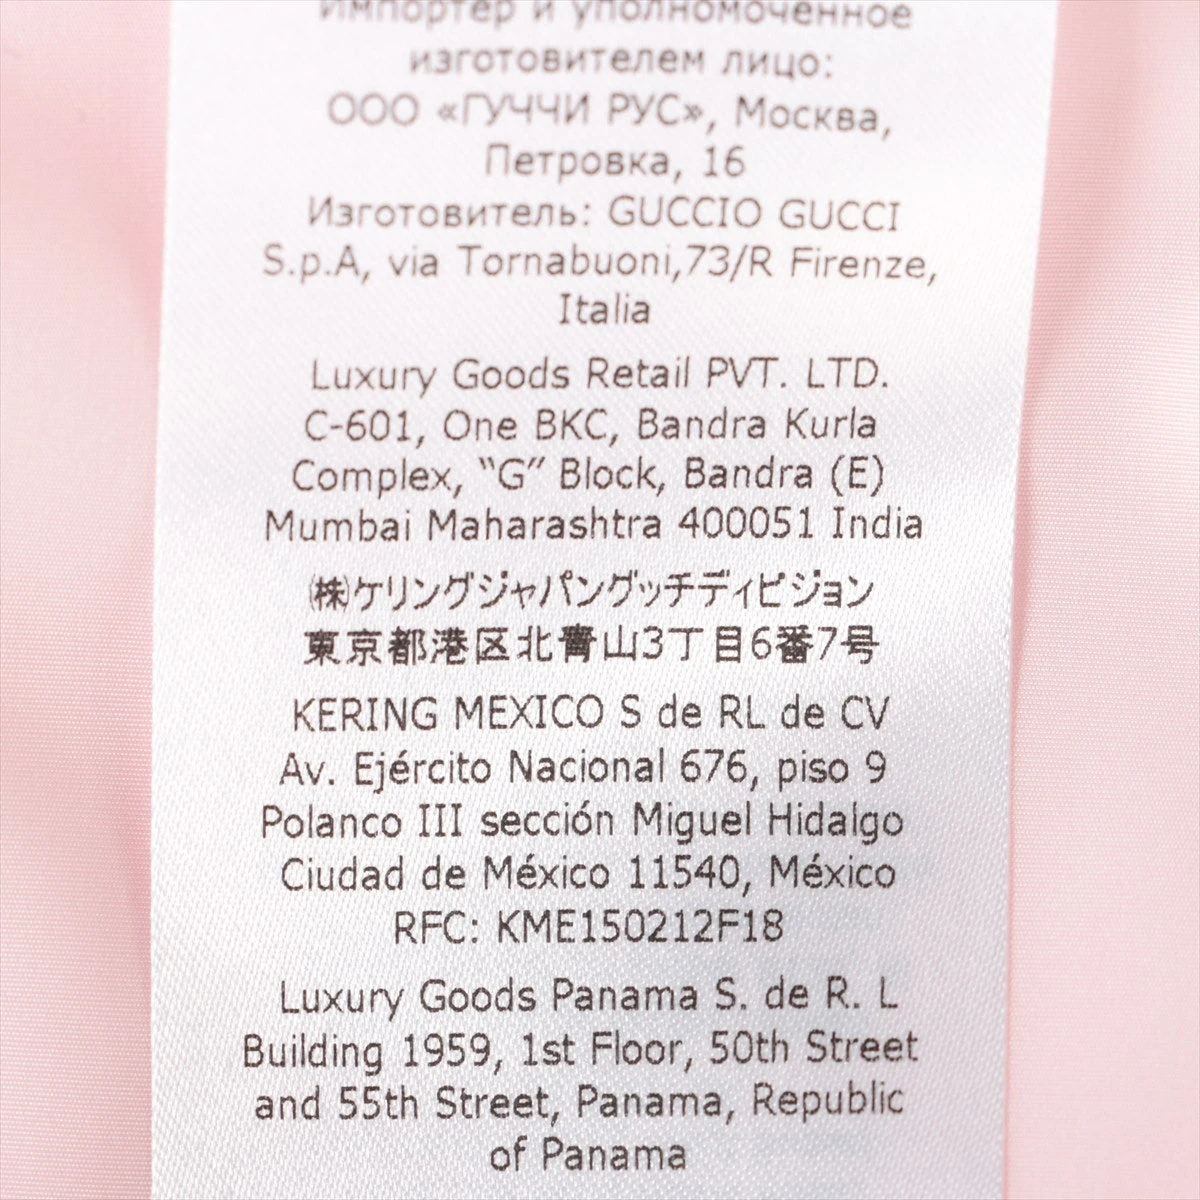 Импортер и уполномоченное
изготовителем лицо:
ООО «ГУЧЧИ РУС», Москва,
Петровка, 16
Изготовитель: GUCCIO GUCCI
S.p.A, via Tornabuoni,73/R Firenze,
Italia
Luxury Goods Retail PVT. LTD.
C-601, One BKC, Bandra Kurla
Complex, “G” Block, Bandra (E)
Mumbai Maharashtra 400051 India
㈱ケリングジャパングッチディビジョン
東京都港区北青山3丁目6番7号
KERING MEXICO S de RL de CV
Av. Ejército Nacional 676, piso 9
Polanco III sección Miguel Hidalgo
Ciudad de México 11540, México
RFC: KME150212F18
Luxury Goods Panama S. de R. L
Building 1959, 1st Floor, 50th Street
and 55th Street, Panama, Republic
of Panama